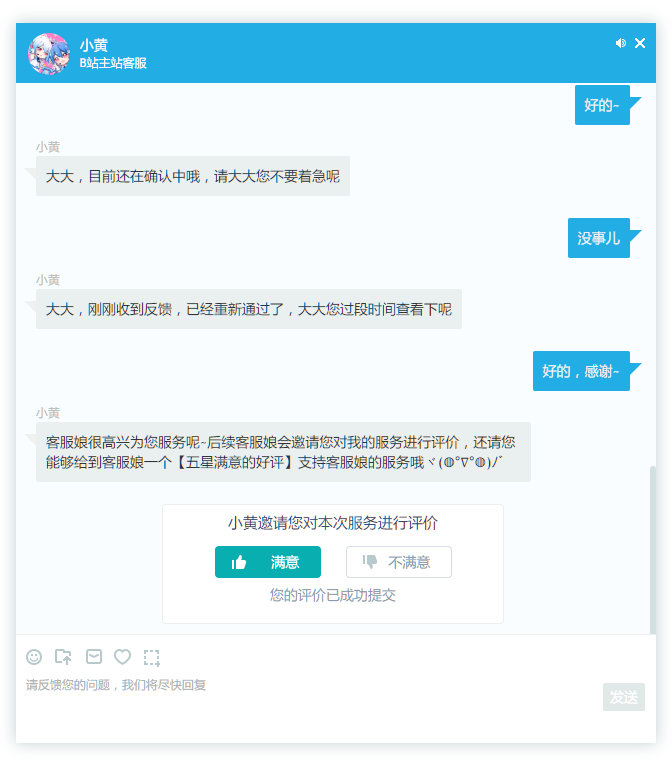 小黄
B站主站客服
好的~
小黄
大大，目前还在确认中哦，请大大您不要着急呢
没事儿
小黄
大大，刚刚收到反馈，已经重新通过了，大大您过段时间查看下呢
好的，感谢~
小黄
客服娘很高兴为您服务呢~后续客服娘会邀请您对我的服务进行评价，还请您
能够给到客服娘一个【五星满意的好评】支持客服娘的服务哦ヾ(◍°∇°◍)ﾉﾞ
小黄邀请您对本次服务进行评价
满意
不满意
您的评价已成功提交
请反馈您的问题，我们将尽快回复
发送